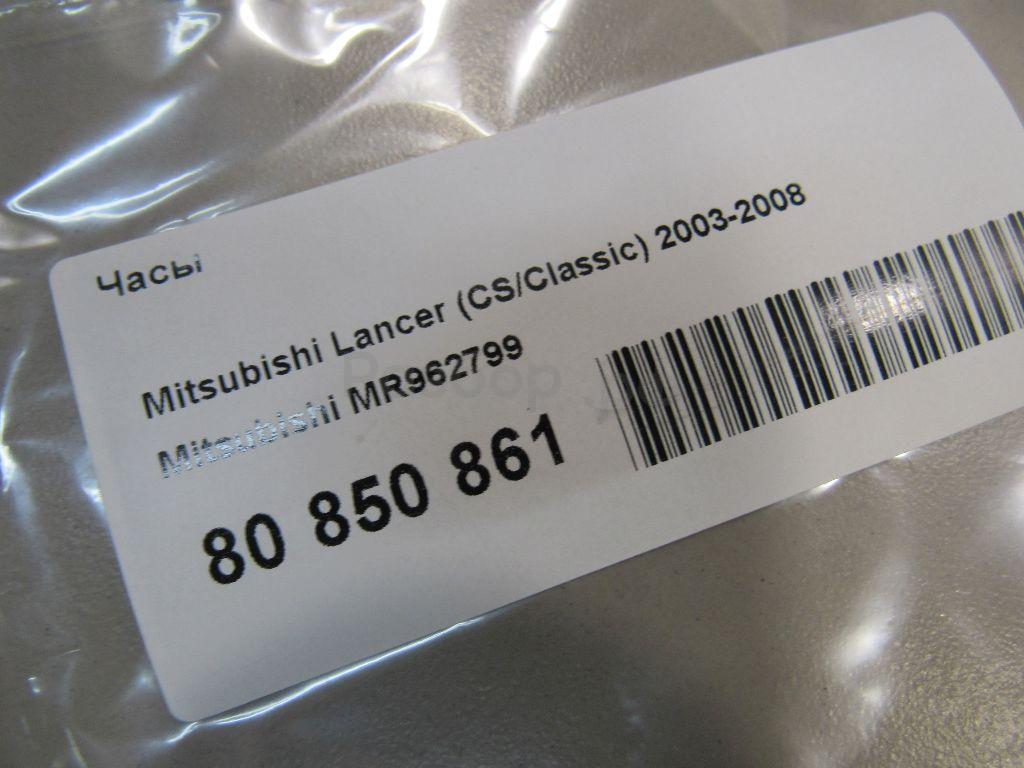 Часы
Mitsubishi Lancer (CS/Classic) 2003-2008
Mitsubishi MR962799
80 850 861